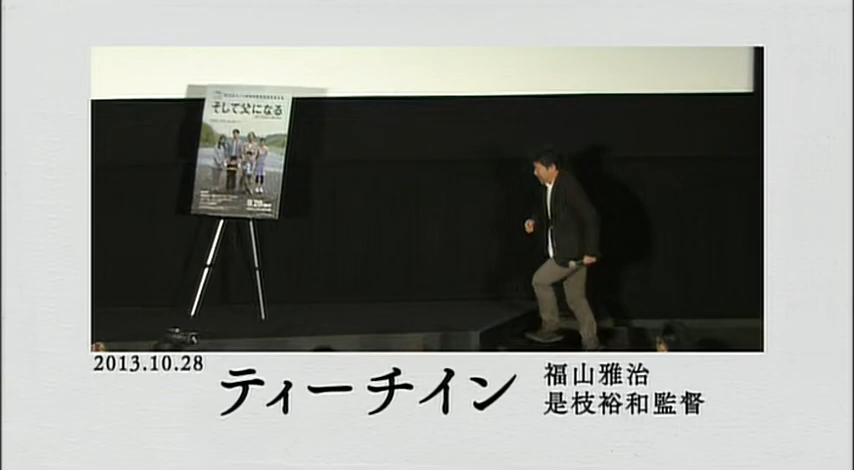 そして父になる
2013.10.28
ティーチイン
福山雅治
是枝裕和監督